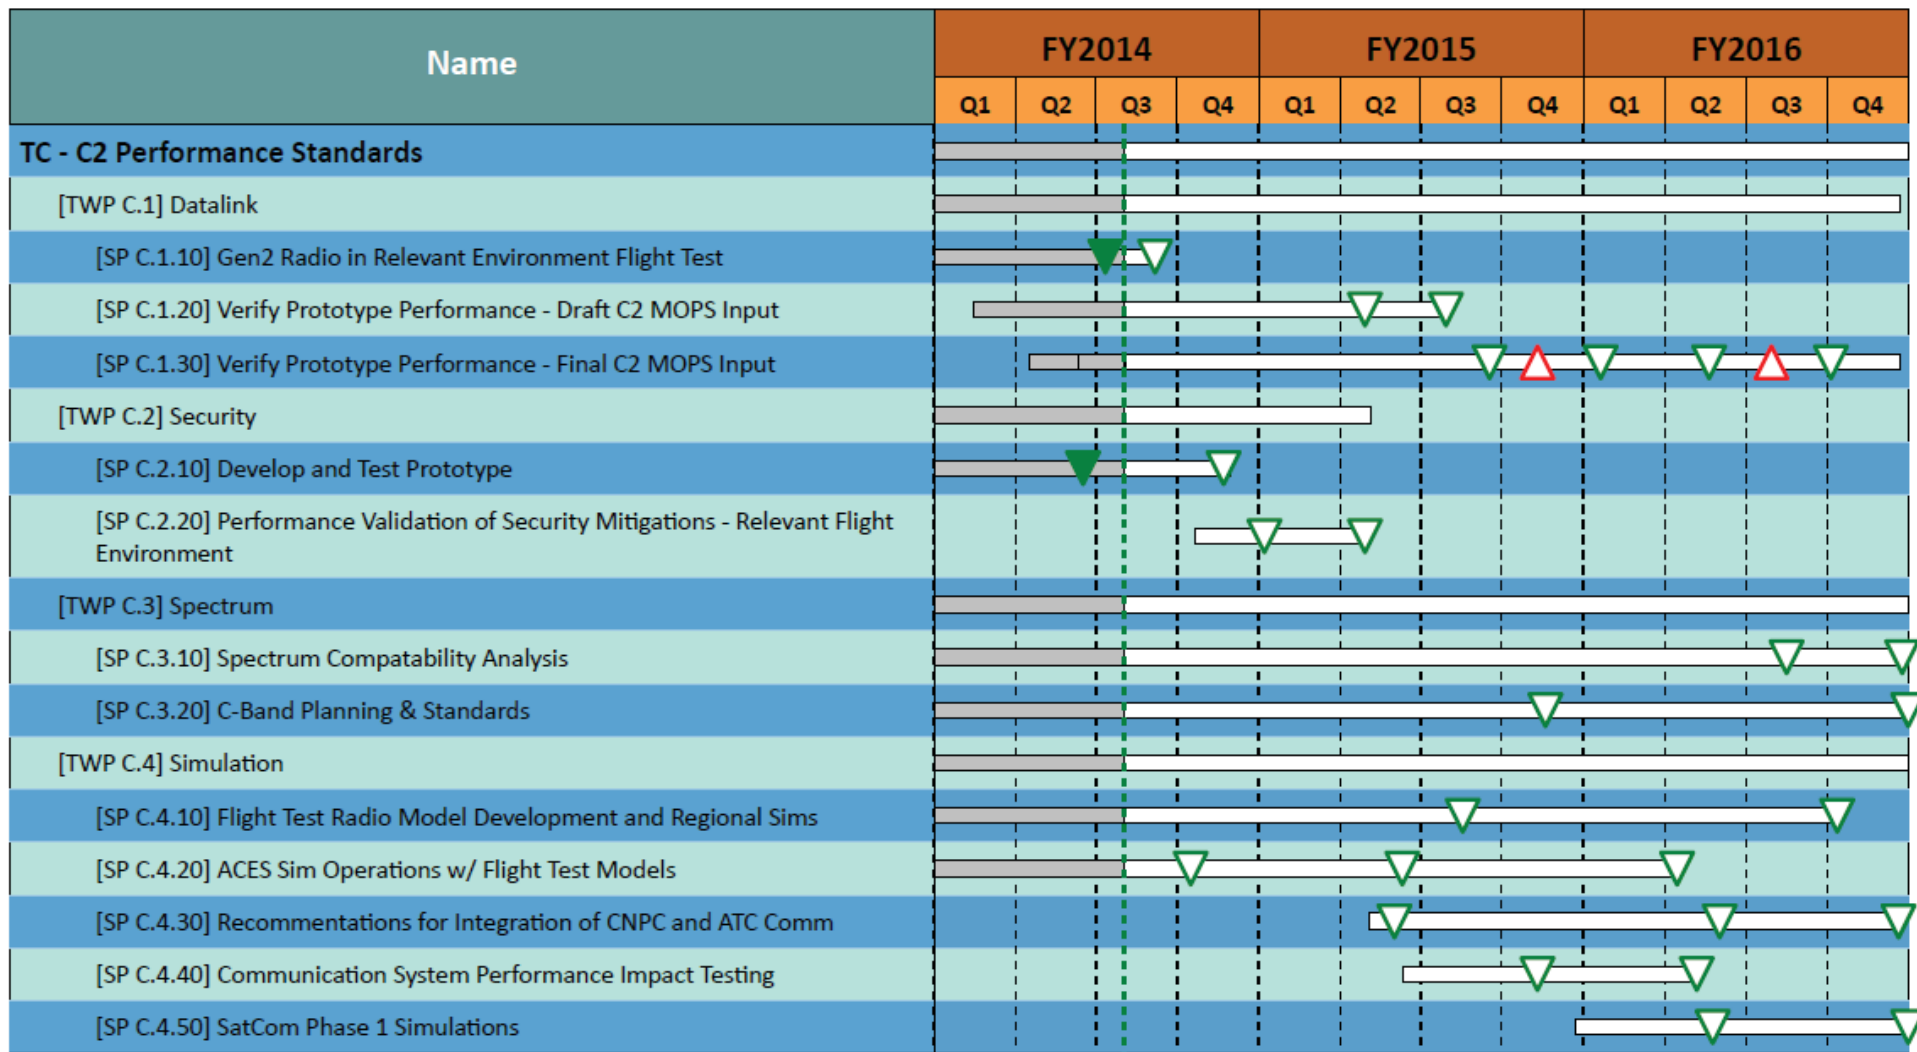 Name
FY2014 FY2015 FY2016
Q1 Q2 Q3 Q4 Q1 Q2 Q3 Q4 Q1 Q2 Q3 Q4
TC - C2 Performance Standards
[TWP C.1] Datalink
[SP C.1.10] Gen2 Radio in Relevant Environment Flight Test
[SP C.1.20] Verify Prototype Performance - Draft C2 MOPS Input
[SP C.1.30] Verify Prototype Performance - Final C2 MOPS Input
[TWP C.2] Security
[SP C.2.10] Develop and Test Prototype
[SP C.2.20] Performance Validation of Security Mitigations - Relevant Flight
Environment
[TWP C.3] Spectrum
[SP C.3.10] Spectrum Compatability Analysis
[SP C.3.20] C-Band Planning & Standards
[TWP C.4] Simulation
[SP C.4.10] Flight Test Radio Model Development and Regional Sims
[SP C.4.20] ACES Sim Operations w/ Flight Test Models
[SP C.4.30] Recommentations for Integration of CNPC and ATC Comm
[SP C.4.40] Communication System Performance Impact Testing
[SP C.4.50] SatCom Phase 1 Simulations